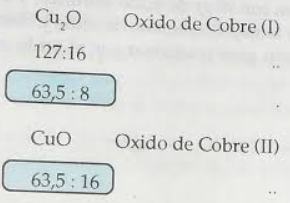 Cu₂O Oxido de Cobre (I)
127:16 ..
63,5 : 8 .
CuO Oxido de Cobre (II)
63,5 : 16 ..